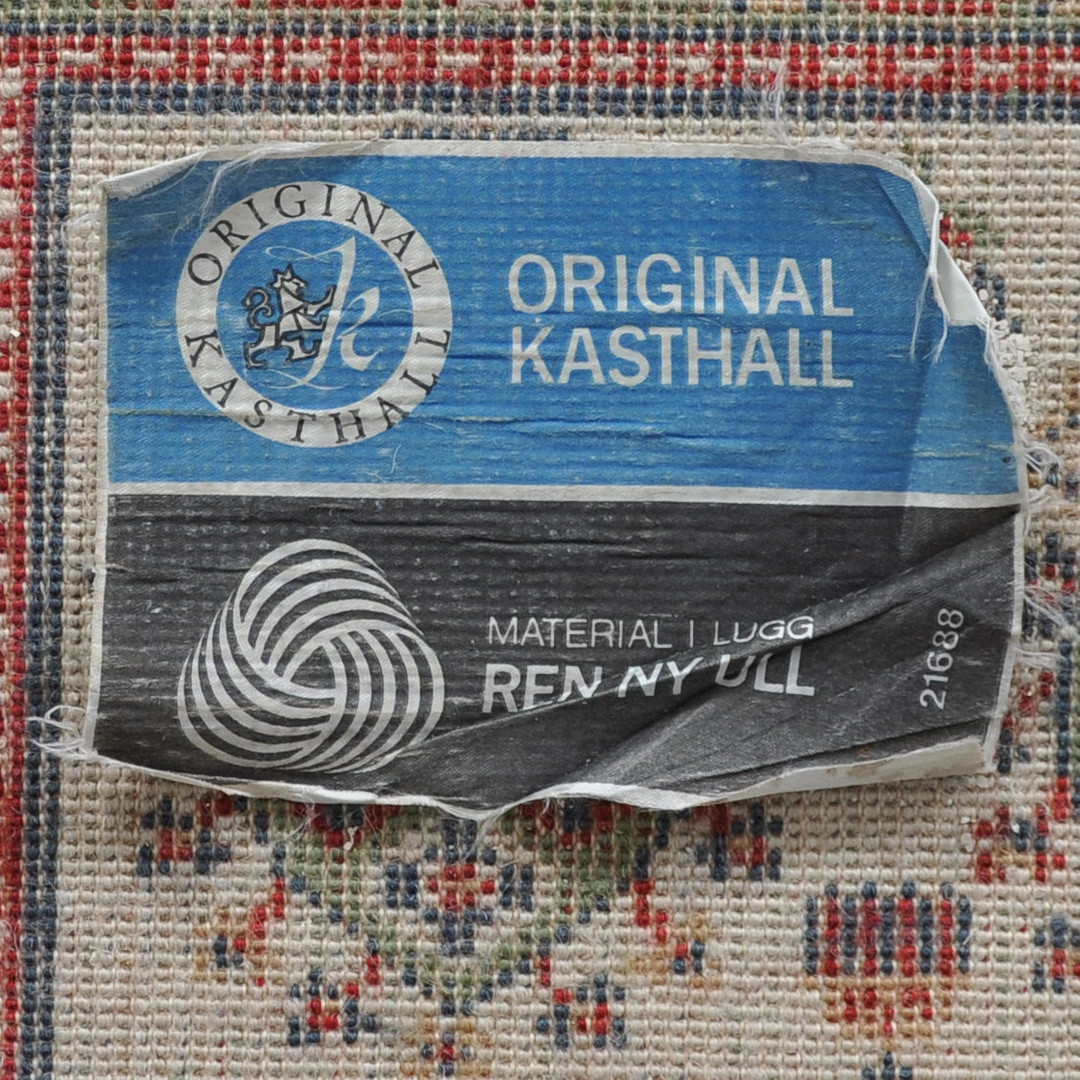 ORIGINAL
KASTHALL
k
ORIGINAL
KASTHALL
MATERIAL I LUGG
REN NY ULL
21688